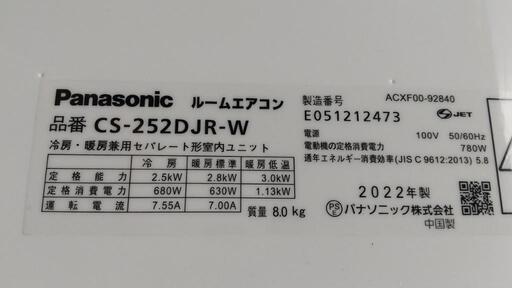 Panasonic ルームエアコン
品番 CS-252DJR-W
冷房・暖房兼用セパレート形室内ユニット
冷房 暖房標準 暖房低温
定格能力 2.5kW 2.8kW 3.0kW
定格消費電力 680W 630W 1.13kW
運転電流 7.55A 7.00A
質量 8.0 kg
製造番号 ACXF00-92840
E051212473
JET
電源 100V 50/60Hz
電動機の定格消費電力 780W
通年エネルギー消費効率(JIS C 9612:2013) 5.8
2022年製
PS E パナソニック株式会社
中国製